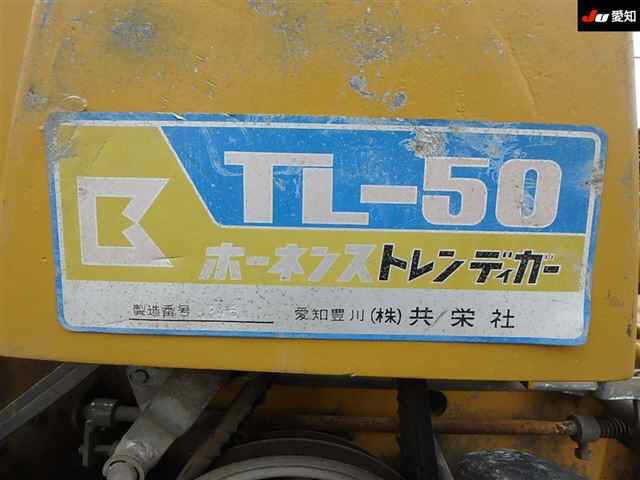 JU 愛知
TL-50
ホーネンストレンディガー
製造番号
愛知豊川(株)共栄社